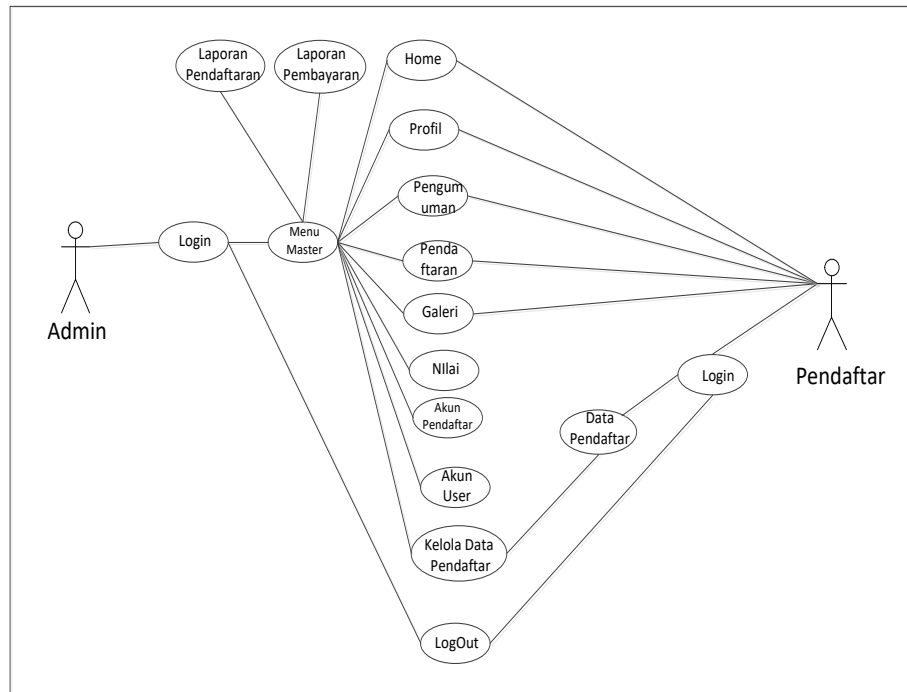 Laporan
Pendaftaran
Laporan
Pembayaran
Home
Profil
Pengum
uman
Menu
Master
Login
Penda
ftaran
Galeri
Admin
NIlai
Login
Pendaftar
Akun
Pendaftar
Data
Pendaftar
Akun
User
Kelola Data
Pendaftar
LogOut